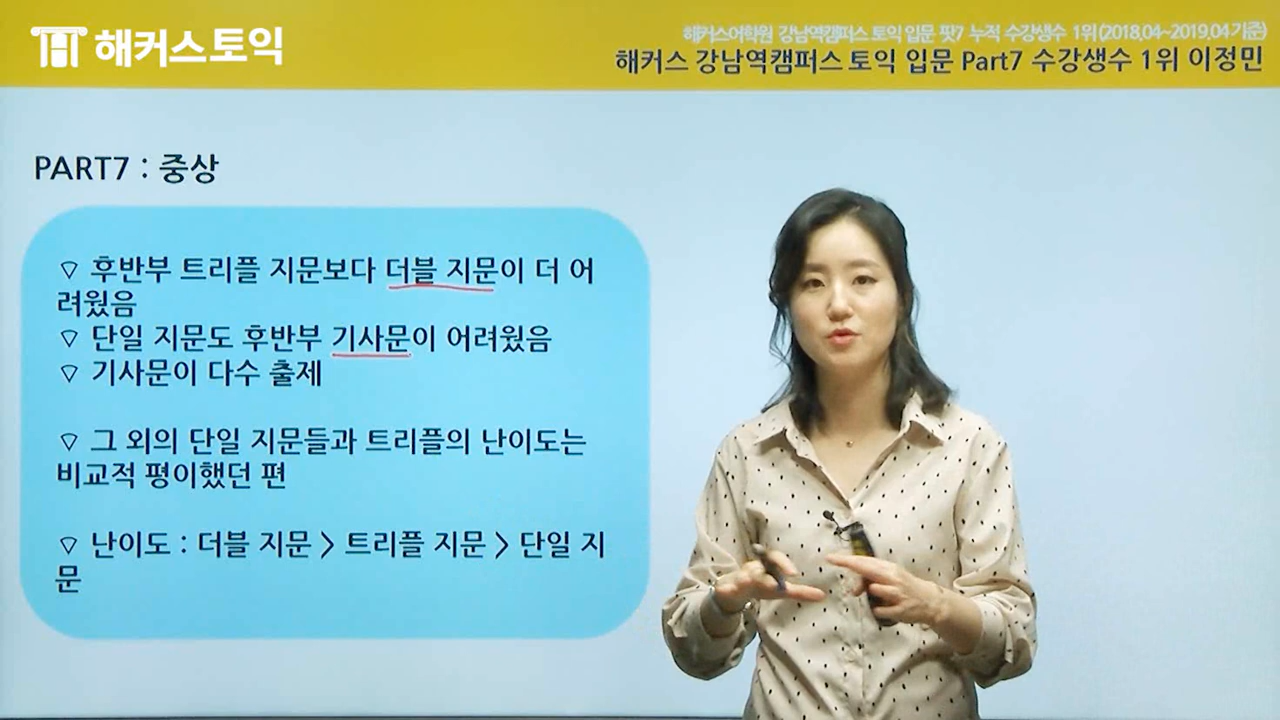 해커스토익
해커스어학원 강남역캠퍼스 토익 입문 팟7 누적 수강생수 1위(2018.04~2019.04 기준)
해커스 강남역캠퍼스 토익 입문 Part7 수강생수 1위 이정민
PART7 : 중상
▽ 후반부 트리플 지문보다 더블 지문이 더 어
려웠음
▽ 단일 지문도 후반부 기사문이 어려웠음
▽ 기사문이 다수 출제
▽ 그 외의 단일 지문들과 트리플의 난이도는
비교적 평이했던 편
▽ 난이도 : 더블 지문 > 트리플 지문 > 단일 지
문